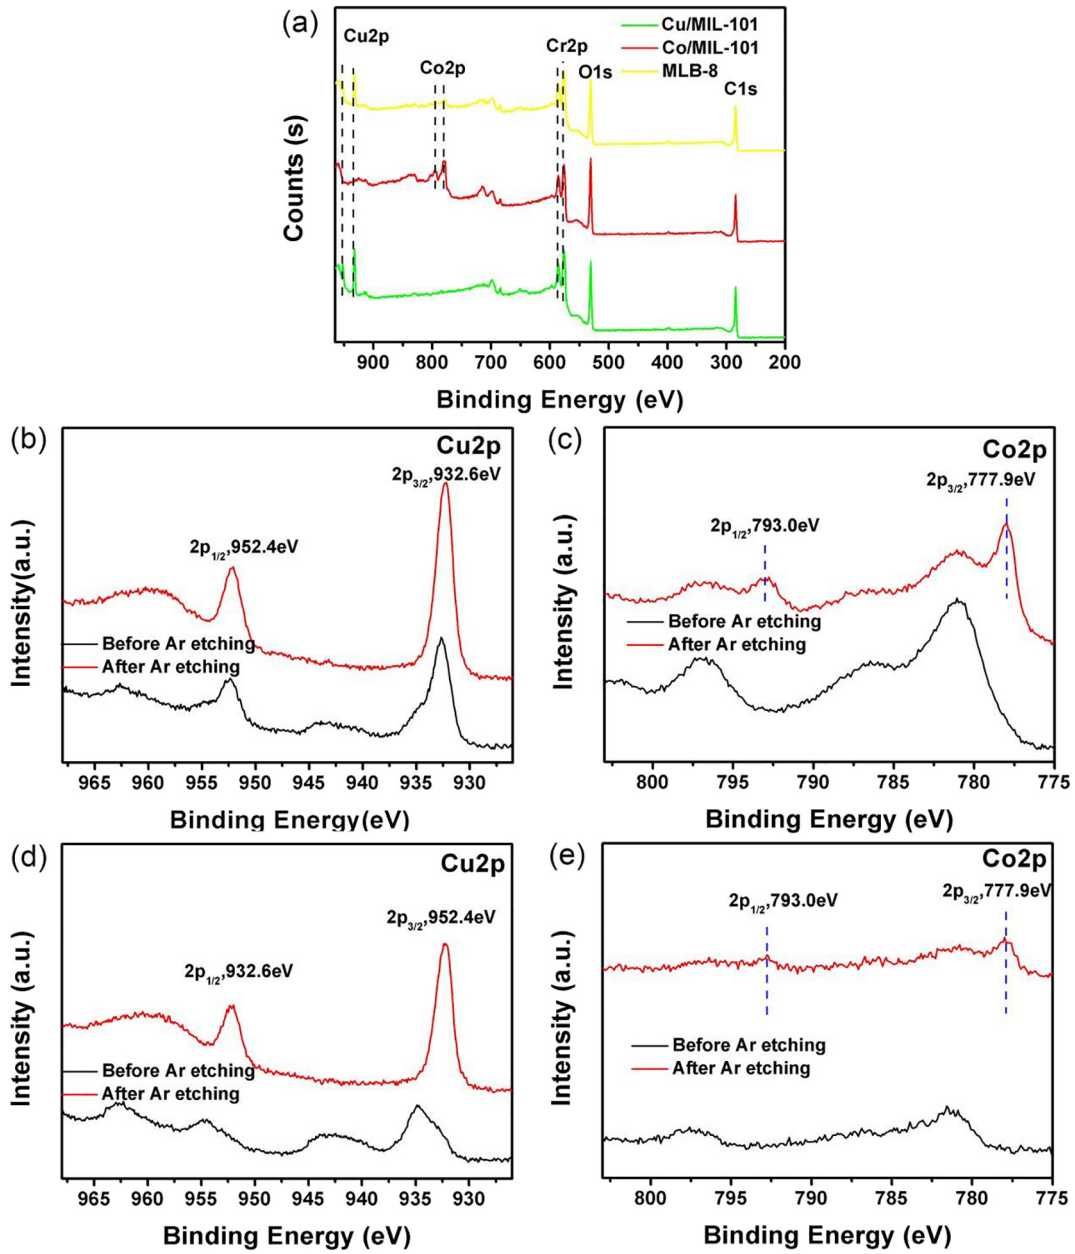 (a)
Cu/MIL-101
Co/MIL-101
MLB-8
Cu2p
Co2p
Cr2p
O1s
C1s
Counts (s)
900 800 700 600 500 400 300 200
Binding Energy (eV)
(b)
Cu2p
2p3/2,932.6eV
2p1/2,952.4eV
Before Ar etching
After Ar etching
Intensity(a.u.)
965 960 955 950 945 940 935 930
Binding Energy(eV)
(c)
Co2p
2p3/2,777.9eV
2p1/2,793.0eV
Before Ar etching
After Ar etching
Intensity (a.u.)
800 795 790 785 780 775
Binding Energy (eV)
(d)
Cu2p
2p3/2,952.4eV
2p1/2,932.6eV
Before Ar etching
After Ar etching
Intensity (a.u.)
965 960 955 950 945 940 935 930
Binding Energy (eV)
(e)
Co2p
2p3/2,777.9eV
2p1/2,793.0eV
Before Ar etching
After Ar etching
Intensity (a.u.)
800 795 790 785 780 775
Binding Energy (eV)